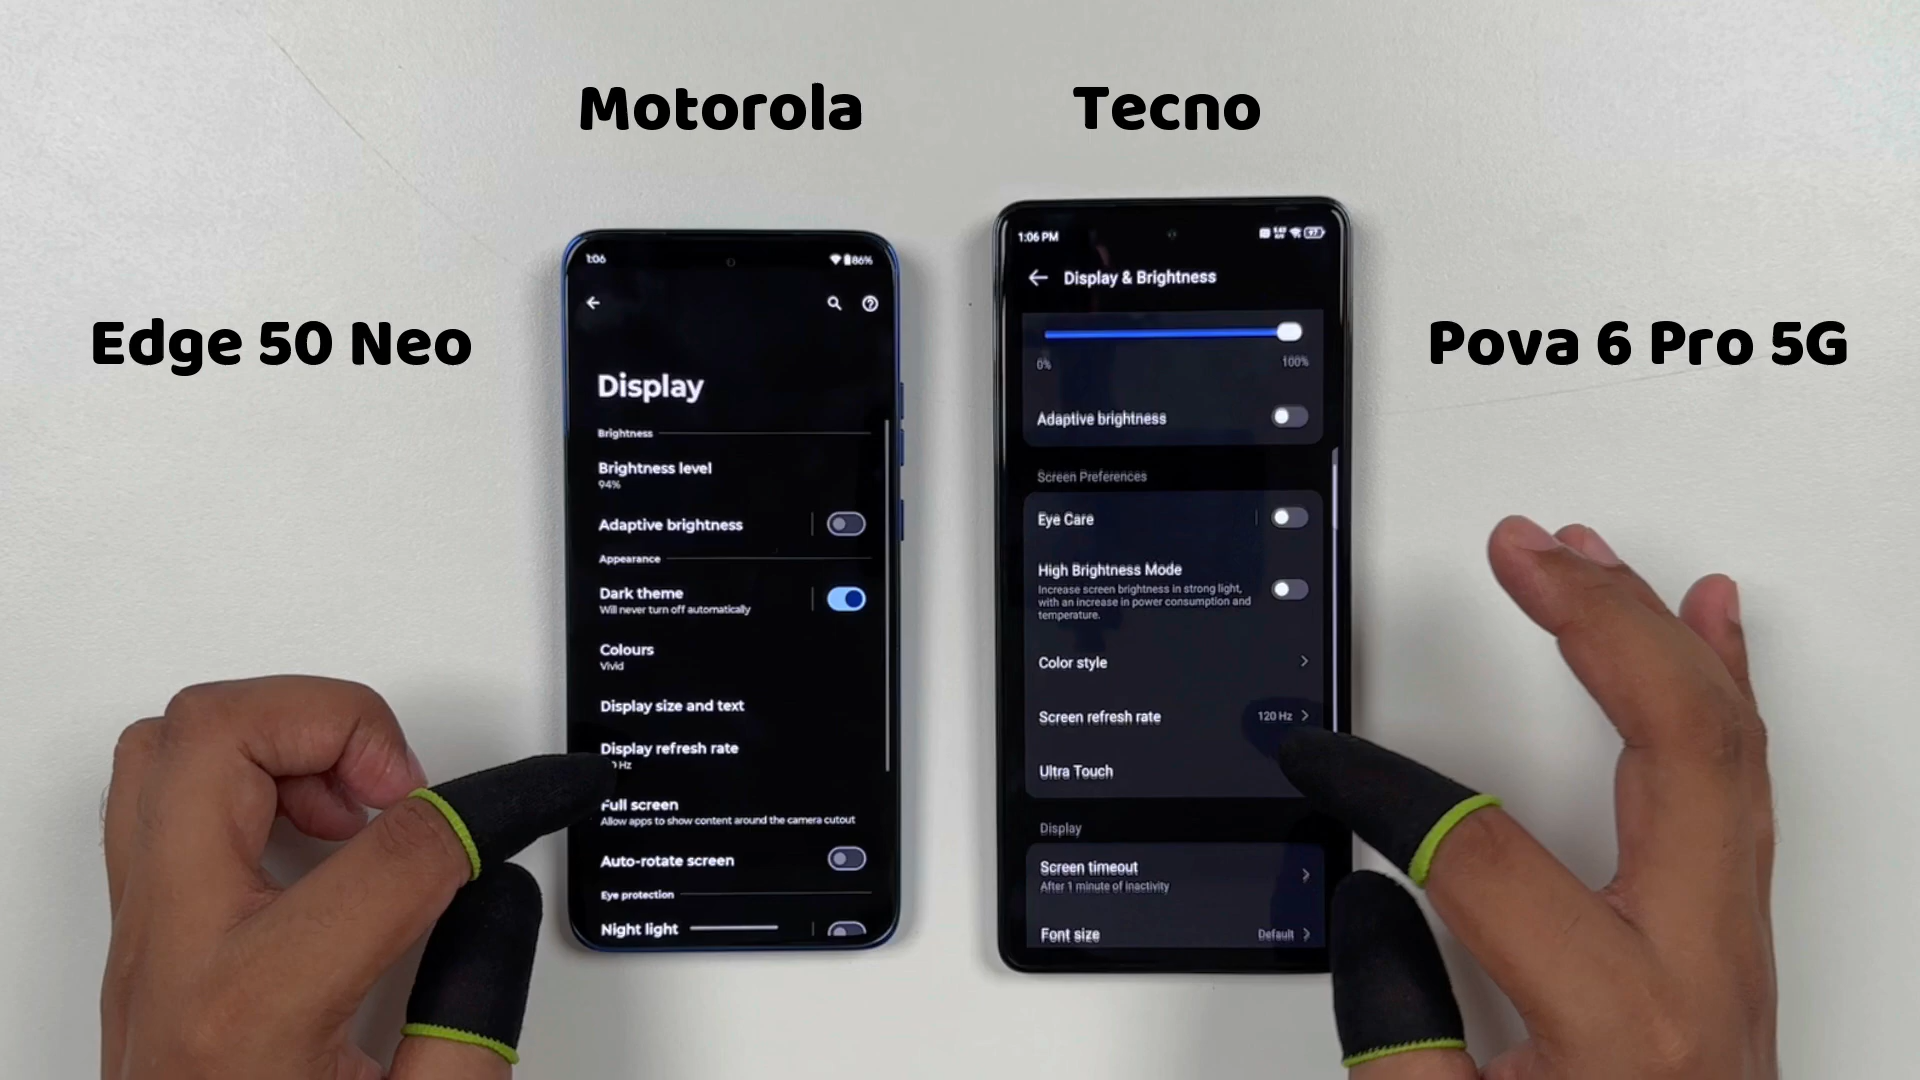 Motorola
Tecno
Edge 50 Neo
Pova 6 Pro 5G
1:06
86%
Display
Brightness
Brightness level
94%
Adaptive brightness
Appearance
Dark theme
Will never turn off automatically
Colours
Vivid
Display size and text
Display refresh rate
Hz
Full screen
Allow apps to show content around the camera cutout
Auto-rotate screen
Eye protection
Night light
1:06 PM
97
Display & Brightness
0%
100%
Adaptive brightness
Screen Preferences
Eye Care
High Brightness Mode
Increase screen brightness in strong light,
with an increase in power consumption and
temperature.
Color style
Screen refresh rate
120 Hz
Ultra Touch
Display
Screen timeout
After 1 minute of inactivity
Font size
Default